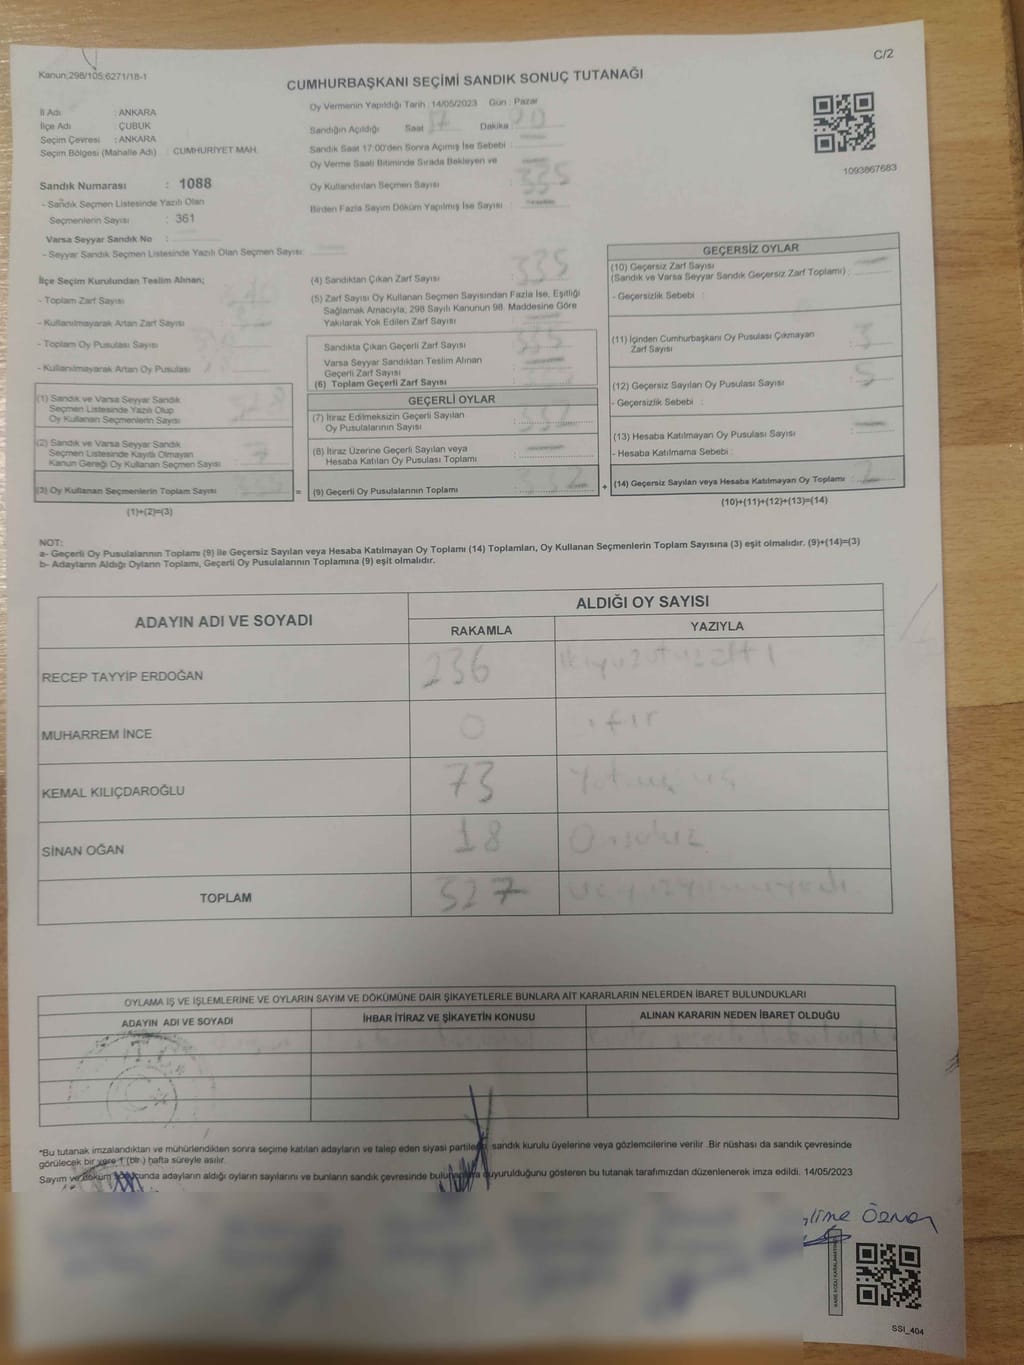 C/2
Kanun;298/105;6271/18-1
CUMHURBAŞKANI SEÇİMİ SANDIK SONUÇ TUTANAĞI
İl Adı : ANKARA
İlçe Adı : ÇUBUK
Seçim Çevresi : ANKARA
Seçim Bölgesi (Mahalle Adı) : CUMHURİYET MAH.
Sandık Numarası : 1088
- Sandık Seçmen Listesinde Yazılı Olan
Seçmenlerin Sayısı : 361
Varsa Seyyar Sandık No :
- Seyyar Sandık Seçmen Listesinde Yazılı Olan Seçmen Sayısı:
Oy Vermenin Yapıldığı Tarih :14/05/2023 Gün : Pazar
Sandığın Açıldığı Saat 17 Dakika
Sandık Saat 17:00'den Sonra Açımış İse Sebebi :
Oy Verme Saati Bitiminde Sırada Bekleyen ve
Oy Kullandırılan Seçmen Sayısı : 335
Birden Fazla Sayım Döküm Yapılmış İse Sayısı :
1093867683
İlçe Seçim Kurulundan Teslim Alınan;
- Toplam Zarf Sayısı
- Kullanılmayarak Artan Zarf Sayısı
- Toplam Oy Pusulası Sayısı
- Kullanılmayarak Artan Oy Pusulası
(1) Sandık ve Varsa Seyyar Sandık
Seçmen Listesinde Yazılı Olup
Oy Kullanan Seçmenlerin Sayısı : 328
(2) Sandık ve Varsa Seyyar Sandık
Seçmen Listesinde Kayıtlı Olmayan
Kanun Gereği Oy Kullanan Seçmen Sayısı : 7
(3) Oy Kullanan Seçmenlerin Toplam Sayısı : 335
(1)+(2)=(3)
(4) Sandıktan Çıkan Zarf Sayısı : 335
(5) Zarf Sayısı Oy Kullanan Seçmen Sayısından Fazla İse, Eşitliği
Sağlamak Amacıyla; 298 Sayılı Kanunun 98. Maddesine Göre
Yakılarak Yok Edilen Zarf Sayısı :
Sandıkta Çıkan Geçerli Zarf Sayısı : 335
Varsa Seyyar Sandıktan Teslim Alınan
Geçerli Zarf Sayısı :
(6) Toplam Geçerli Zarf Sayısı :
GEÇERLİ OYLAR
(7) İtiraz Edilmeksizin Geçerli Sayılan
Oy Pusulalarının Sayısı : 332
(8) İtiraz Üzerine Geçerli Sayılan veya
Hesaba Katılan Oy Pusulası Toplamı :
(9) Geçerli Oy Pusulalarının Toplamı : 332
GEÇERSİZ OYLAR
(10) Geçersiz Zarf Sayısı
(Sandık ve Varsa Seyyar Sandık Geçersiz Zarf Toplamı) :
- Geçersizlik Sebebi :
(11) İçinden Cumhurbaşkanı Oy Pusulası Çıkmayan
Zarf Sayısı : 3
(12) Geçersiz Sayılan Oy Pusulası Sayısı : 5
- Geçersizlik Sebebi :
(13) Hesaba Katılmayan Oy Pusulası Sayısı :
- Hesaba Katılmama Sebebi :
(14) Geçersiz Sayılan veya Hesaba Katılmayan Oy Toplamı :
(10)+(11)+(12)+(13)=(14)
NOT:
a- Geçerli Oy Pusulalarının Toplamı (9) ile Geçersiz Sayılan veya Hesaba Katılmayan Oy Toplamı (14) Toplamları, Oy Kullanan Seçmenlerin Toplam Sayısına (3) eşit olmalıdır. (9)+(14)=(3)
b- Adayların Aldığı Oyların Toplamı, Geçerli Oy Pusulalarının Toplamına (9) eşit olmalıdır.
ADAYIN ADI VE SOYADI
ALDIĞI OY SAYISI
RAKAMLA YAZIYLA
RECEP TAYYİP ERDOĞAN 236 ikiyüzotuzaltı
MUHARREM İNCE 0 sıfır
KEMAL KILIÇDAROĞLU 73
SİNAN OĞAN 18 Onsekiz
TOPLAM 327 üçyüzyirmiyedi
OYLAMA İŞ VE İŞLEMLERİNE VE OYLARIN SAYIM VE DÖKÜMÜNE DAİR ŞİKAYETLERLE BUNLARA AİT KARARLARIN NELERDEN İBARET BULUNDUKLARI
ADAYIN ADI VE SOYADI İHBAR İTİRAZ VE ŞİKAYETİN KONUSU ALINAN KARARIN NEDEN İBARET OLDUĞU
*Bu tutanak imzalandıktan ve mühürlendikten sonra seçime katılan adayların ve talep eden siyasi partilerin sandık kurulu üyelerine veya gözlemcilerine verilir .Bir nüshası da sandık çevresinde
görülecek bir yere 1 (bir ) hafta süreyle asılır.
Sayım ve döküm sonucunda adayların aldığı oyların sayılarını ve bunların sandık çevresinde bulunanlara duyurulduğunu gösteren bu tutanak tarafımızdan düzenlenerek imza edildi. 14/05/2023
SSI_404